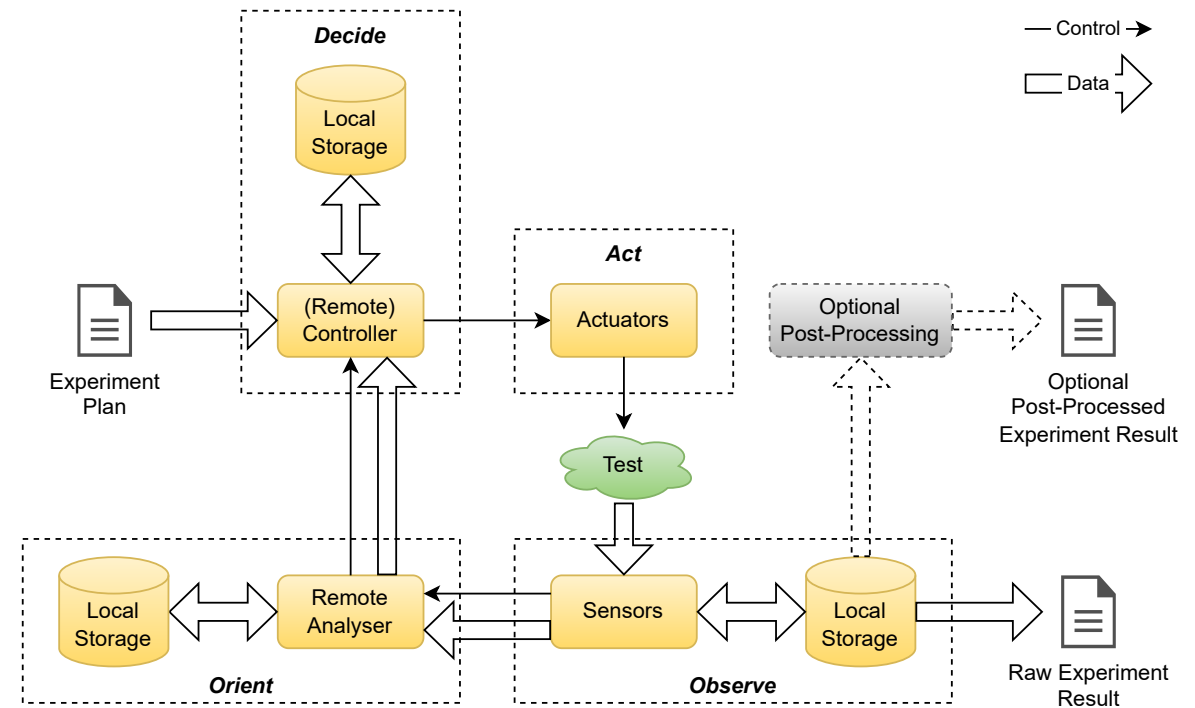 Decide
Control
Data
Local
Storage
Act
(Remote)
Controller
Actuators
Optional
Post-Processing
Experiment
Plan
Optional
Post-Processed
Experiment Result
Test
Local
Storage
Remote
Analyser
Sensors
Local
Storage
Orient
Observe
Raw Experiment
Result